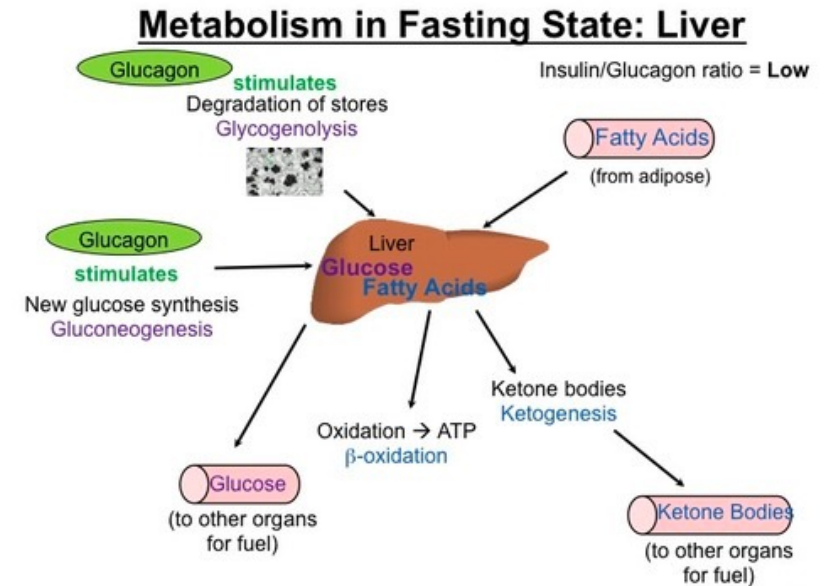 Metabolism in Fasting State: Liver
Glucagon
stimulates
Degradation of stores
Glycogenolysis
Insulin/Glucagon ratio = Low
Fatty Acids
(from adipose)
Glucagon
stimulates
New glucose synthesis
Gluconeogenesis
Liver
Glucose
Fatty Acids
Ketone bodies
Ketogenesis
Oxidation → ATP
β-oxidation
Glucose
(to other organs
for fuel)
Ketone Bodies
(to other organs
for fuel)